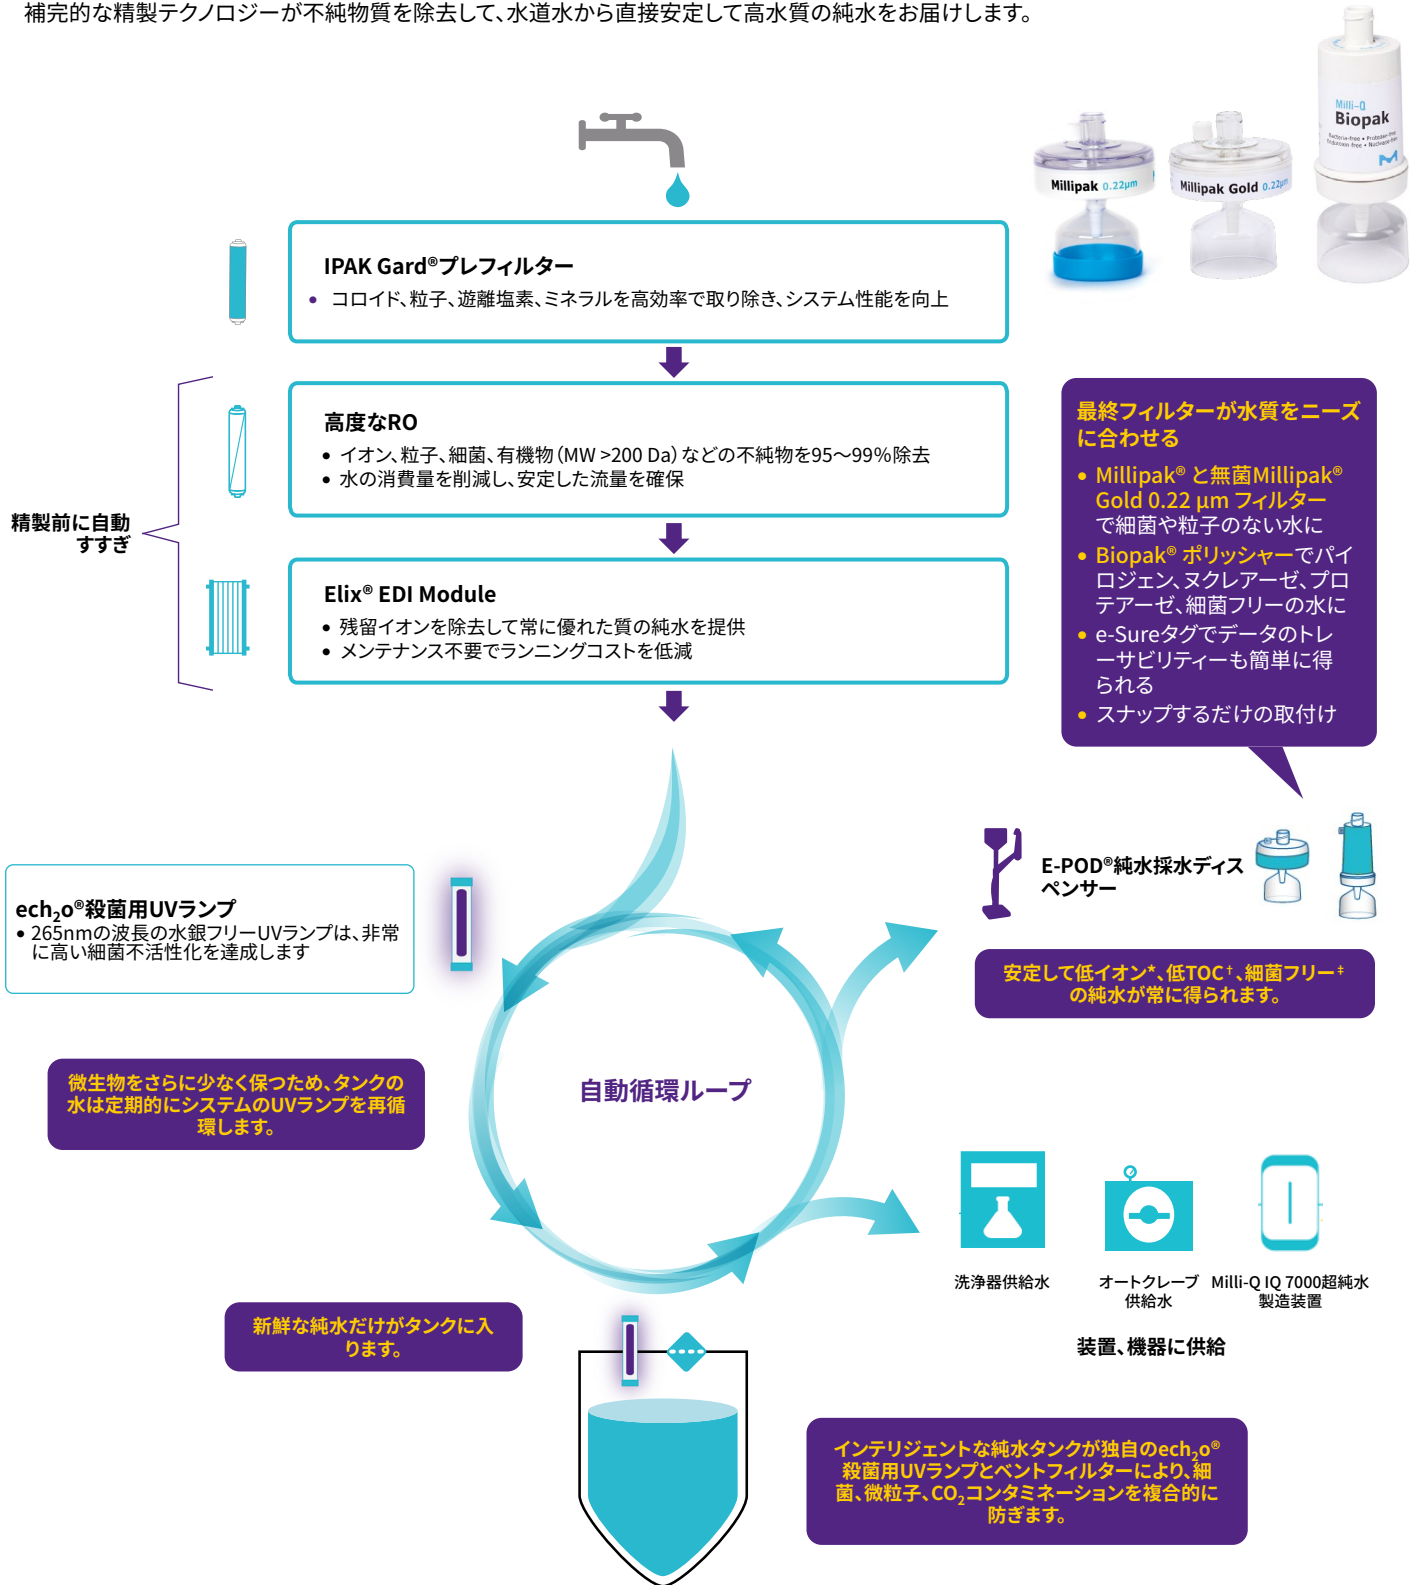 補完的な精製テクノロジーが不純物質を除去して、水道水から直接安定して高水質の純水をお届けします。
Milli-Q
Biopak
Bacteria-free • Protease-free
Endotoxin-free • Nuclease-free
Millipak 0.22μm
Millipak Gold 0.22μm
IPAK Gard®プレフィルター
• コロイド、粒子、遊離塩素、ミネラルを高効率で取り除き、システム性能を向上
高度なRO
• イオン、粒子、細菌、有機物（MW >200 Da）などの不純物を95～99%除去
• 水の消費量を削減し、安定した流量を確保
精製前に自動
すすぎ
Elix® EDI Module
• 残留イオンを除去して常に優れた質の純水を提供
• メンテナンス不要でランニングコストを低減
最終フィルターが水質をニーズ
に合わせる
• Millipak® と無菌Millipak®
Gold 0.22 μm フィルター
で細菌や粒子のない水に
• Biopak® ポリッシャーでパイ
ロジェン、ヌクレアーゼ、プロ
テアーゼ、細菌フリーの水に
• e-Sureタグでデータのトレ
ーサビリティーも簡単に得
られる
• スナップするだけの取付け
ech₂o®殺菌用UVランプ
• 265nmの波長の水銀フリーUVランプは、非常
に高い細菌不活性化を達成します
E-POD®純水採水ディス
ペンサー
安定して低イオン*、低TOC†、細菌フリー‡
の純水が常に得られます。
微生物をさらに少なく保つため、タンクの
水は定期的にシステムのUVランプを再循
環します。
自動循環ループ
洗浄器供給水
オートクレーブ
供給水
Milli-Q IQ 7000超純水
製造装置
装置、機器に供給
新鮮な純水だけがタンクに入
ります。
インテリジェントな純水タンクが独自のech₂o®
殺菌用UVランプとベントフィルターにより、細
菌、微粒子、CO₂コンタミネーションを複合的に
防ぎます。